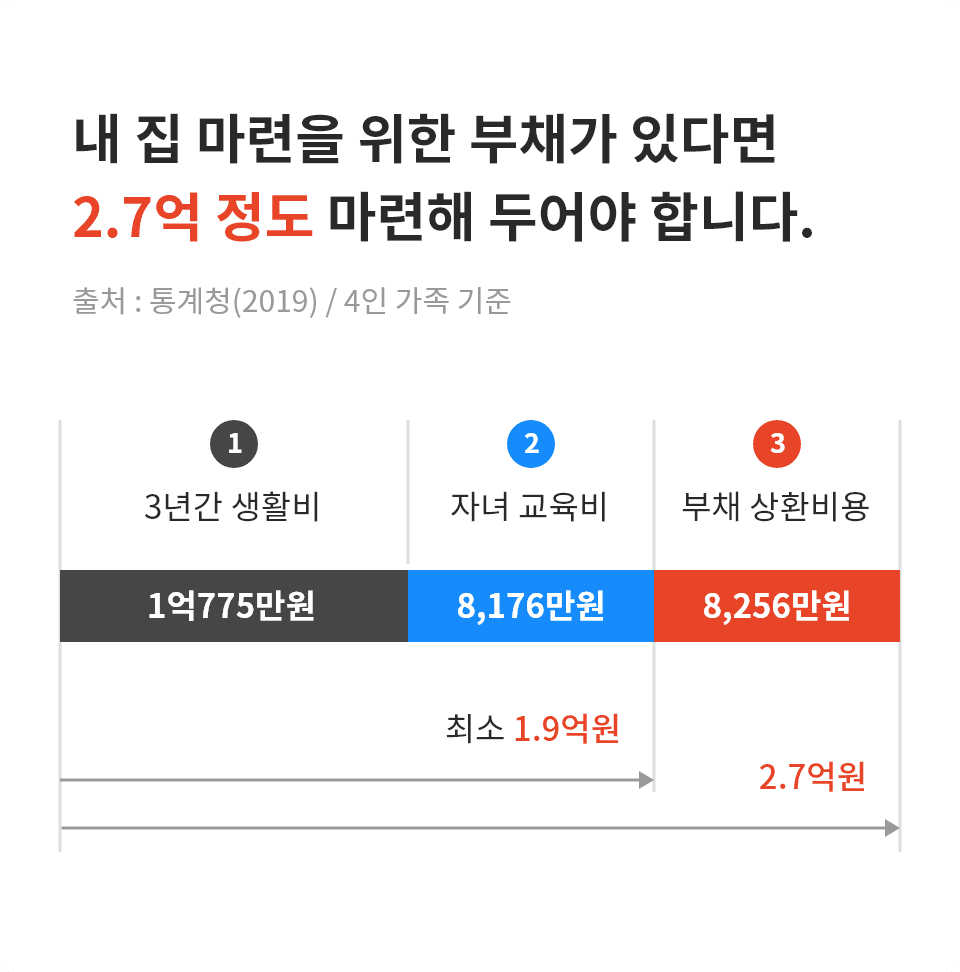 내 집 마련을 위한 부채가 있다면
2.7억 정도 마련해 두어야 합니다.
출처 : 통계청(2019) / 4인 가족 기준
1
2
3
3년간 생활비
자녀 교육비
부채 상환비용
1억775만원
8,176만원
8,256만원
최소 1.9억원
2.7억원